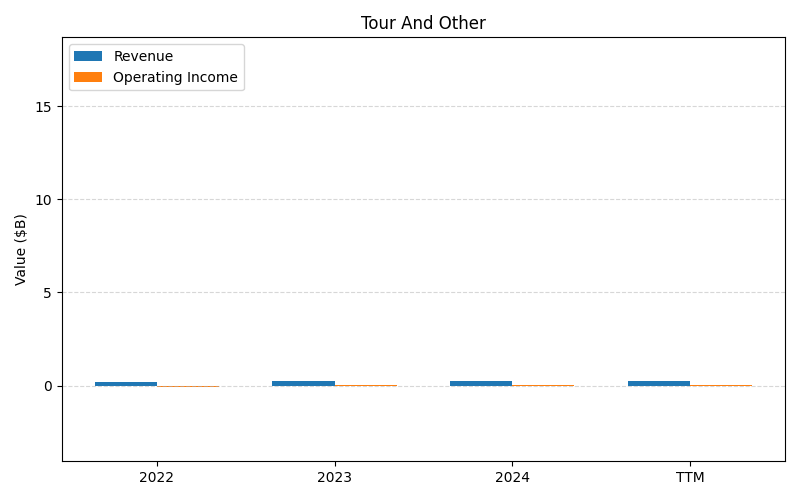 Tour And Other
Revenue
Operating Income
Value ($B)
15
10
5
0
2022
2023
2024
TTM